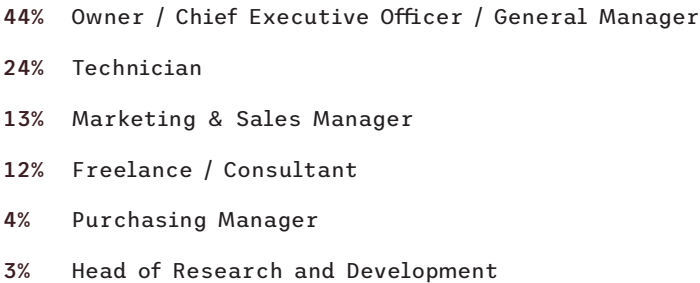 44% Owner / Chief Executive Officer / General Manager
24% Technician
13% Marketing & Sales Manager
12% Freelance / Consultant
4% Purchasing Manager
3% Head of Research and Development